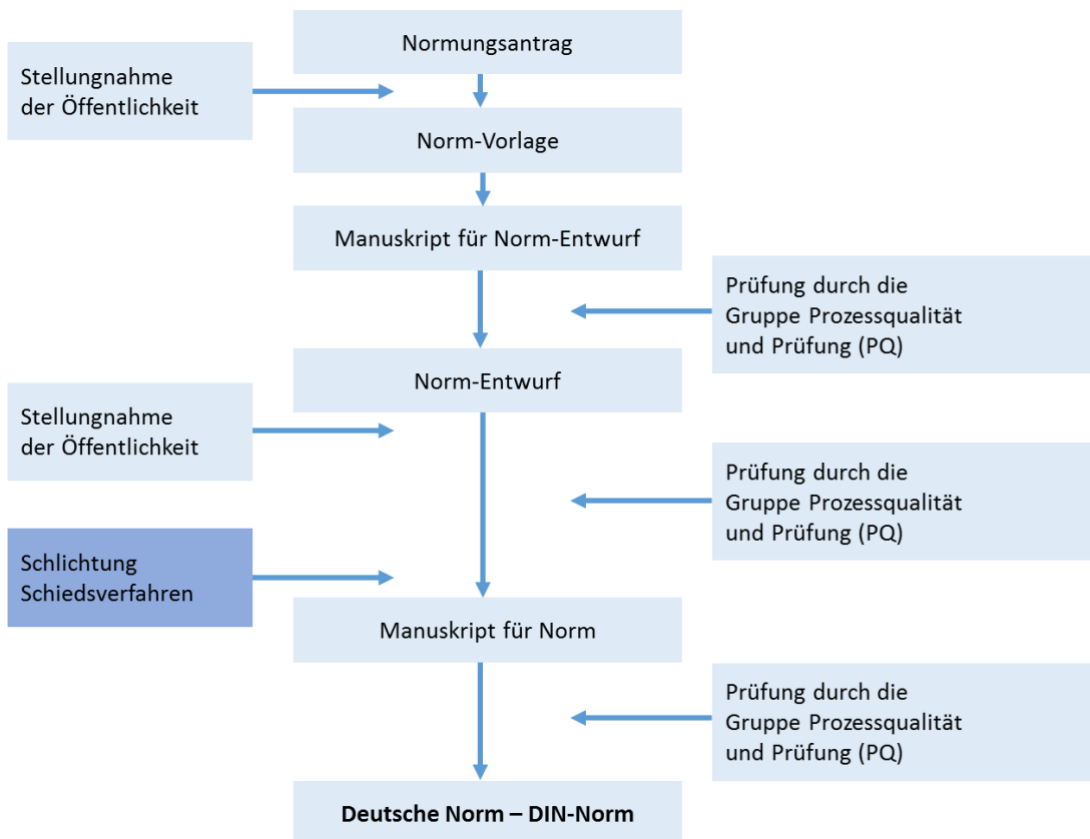 Normungsantrag
Stellungnahme
der Öffentlichkeit
Norm-Vorlage
Manuskript für Norm-Entwurf
Prüfung durch die
Gruppe Prozessqualität
und Prüfung (PQ)
Norm-Entwurf
Stellungnahme
der Öffentlichkeit
Prüfung durch die
Gruppe Prozessqualität
und Prüfung (PQ)
Schlichtung
Schiedsverfahren
Manuskript für Norm
Prüfung durch die
Gruppe Prozessqualität
und Prüfung (PQ)
Deutsche Norm – DIN-Norm